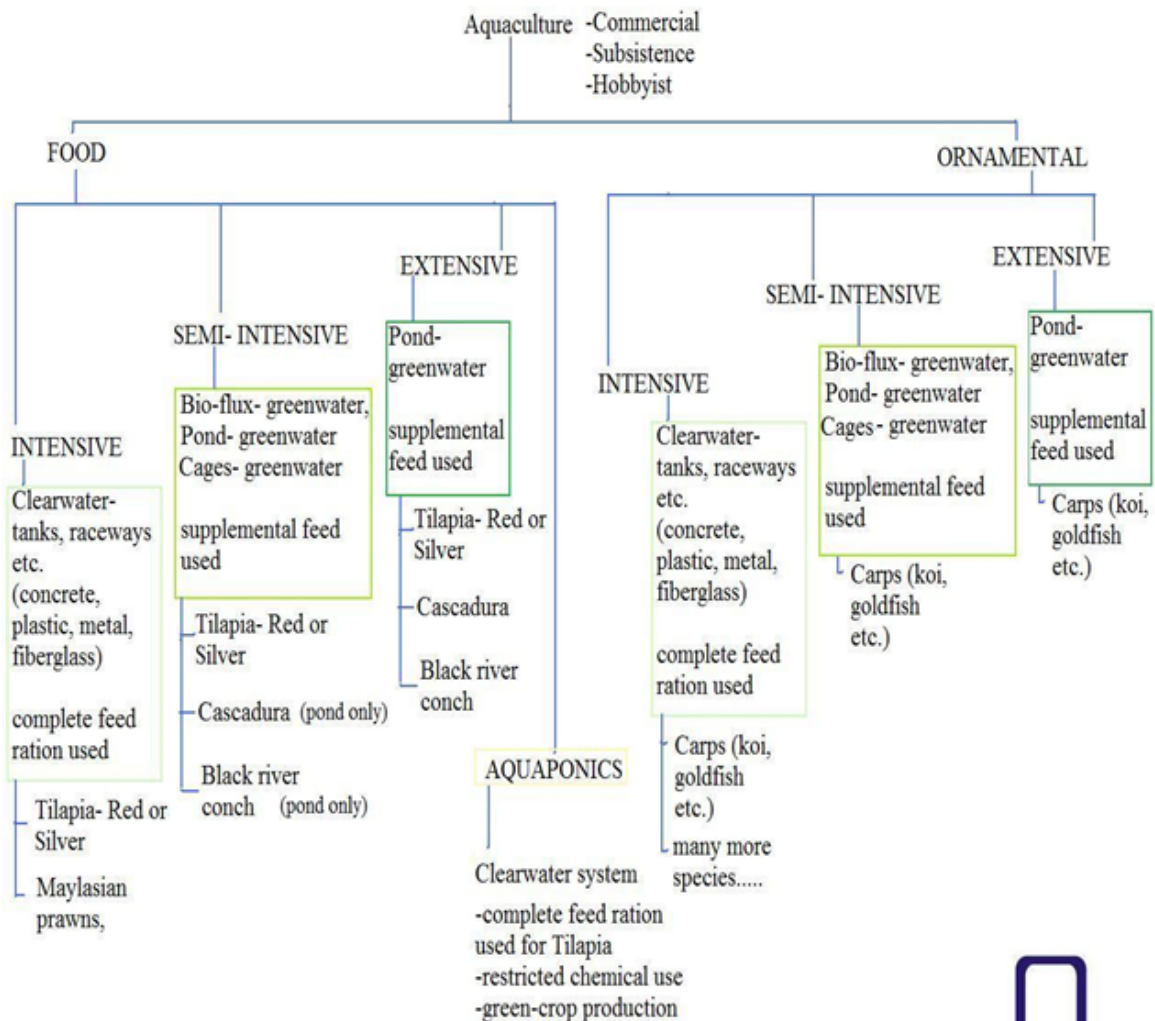 Aquaculture -Commercial
-Subsistence
-Hobbyist
FOOD
INTENSIVE
Clearwater-
tanks, raceways
etc.
(concrete,
plastic, metal,
fiberglass)
complete feed
ration used
Tilapia- Red or
Silver
Maylasian
prawns,
SEMI- INTENSIVE
Bio-flux- greenwater,
Pond- greenwater
Cages- greenwater
supplemental feed
used
Tilapia- Red or
Silver
Cascadura (pond only)
Black river
conch (pond only)
EXTENSIVE
Pond-
greenwater
supplemental
feed used
Tilapia- Red or
Silver
Cascadura
Black river
conch
AQUAPONICS
Clearwater system
-complete feed ration
used for Tilapia
-restricted chemical use
-green-crop production
ORNAMENTAL
INTENSIVE
Clearwater-
tanks, raceways
etc.
(concrete,
plastic, metal,
fiberglass)
complete feed
ration used
Carps (koi,
goldfish
etc.)
many more
species.....
SEMI- INTENSIVE
Bio-flux- greenwater,
Pond- greenwater
Cages - greenwater
supplemental feed
used
Carps (koi,
goldfish
etc.)
EXTENSIVE
Pond-
greenwater
supplemental
feed used
Carps (koi,
goldfish
etc.)